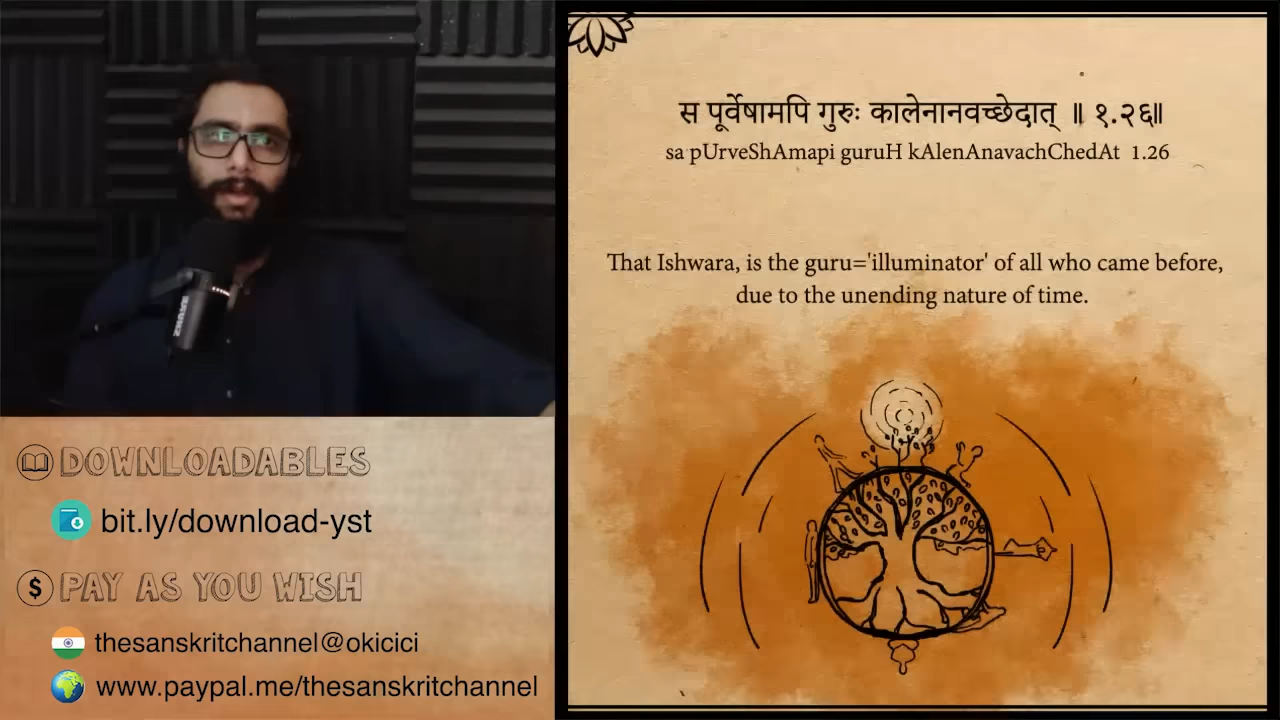 स पूर्वेषामपि गुरुः कालेनानवच्छेदात् ॥ १.२६॥
sa pUrveShAmapi guruH kAlenAnavachChedAt 1.26
That Ishwara, is the guru='illuminator' of all who came before,
due to the unending nature of time.
DOWNLOADABLES
bit.ly/download-yst
$ PAY AS YOU WISH
thesanskritchannel@okicici
www.paypal.me/thesanskritchannel